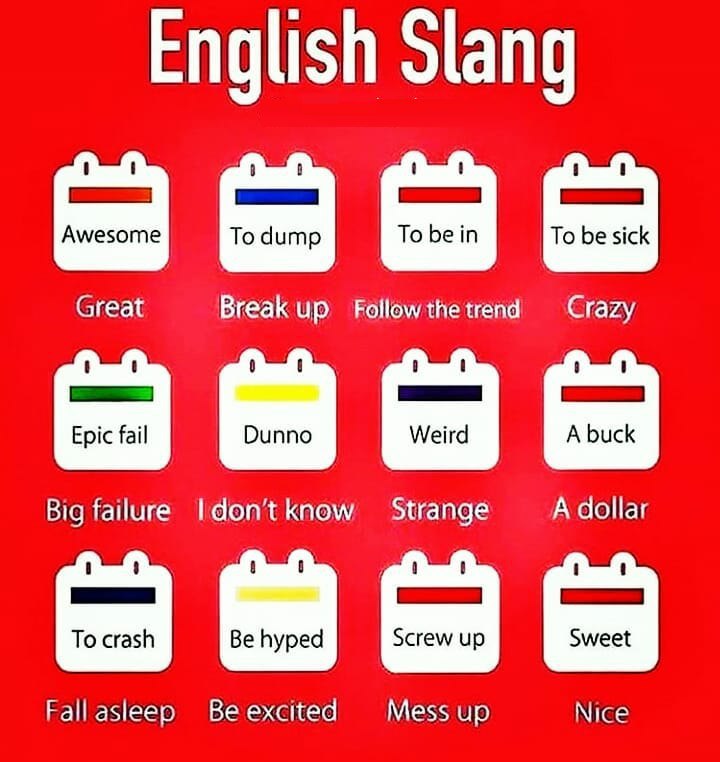 English Slang
Awesome
To dump
To be in
To be sick
Great
Break up
Follow the trend
Crazy
Epic fail
Dunno
Weird
A buck
Big failure
I don't know
Strange
A dollar
To crash
Be hyped
Screw up
Sweet
Fall asleep
Be excited
Mess up
Nice